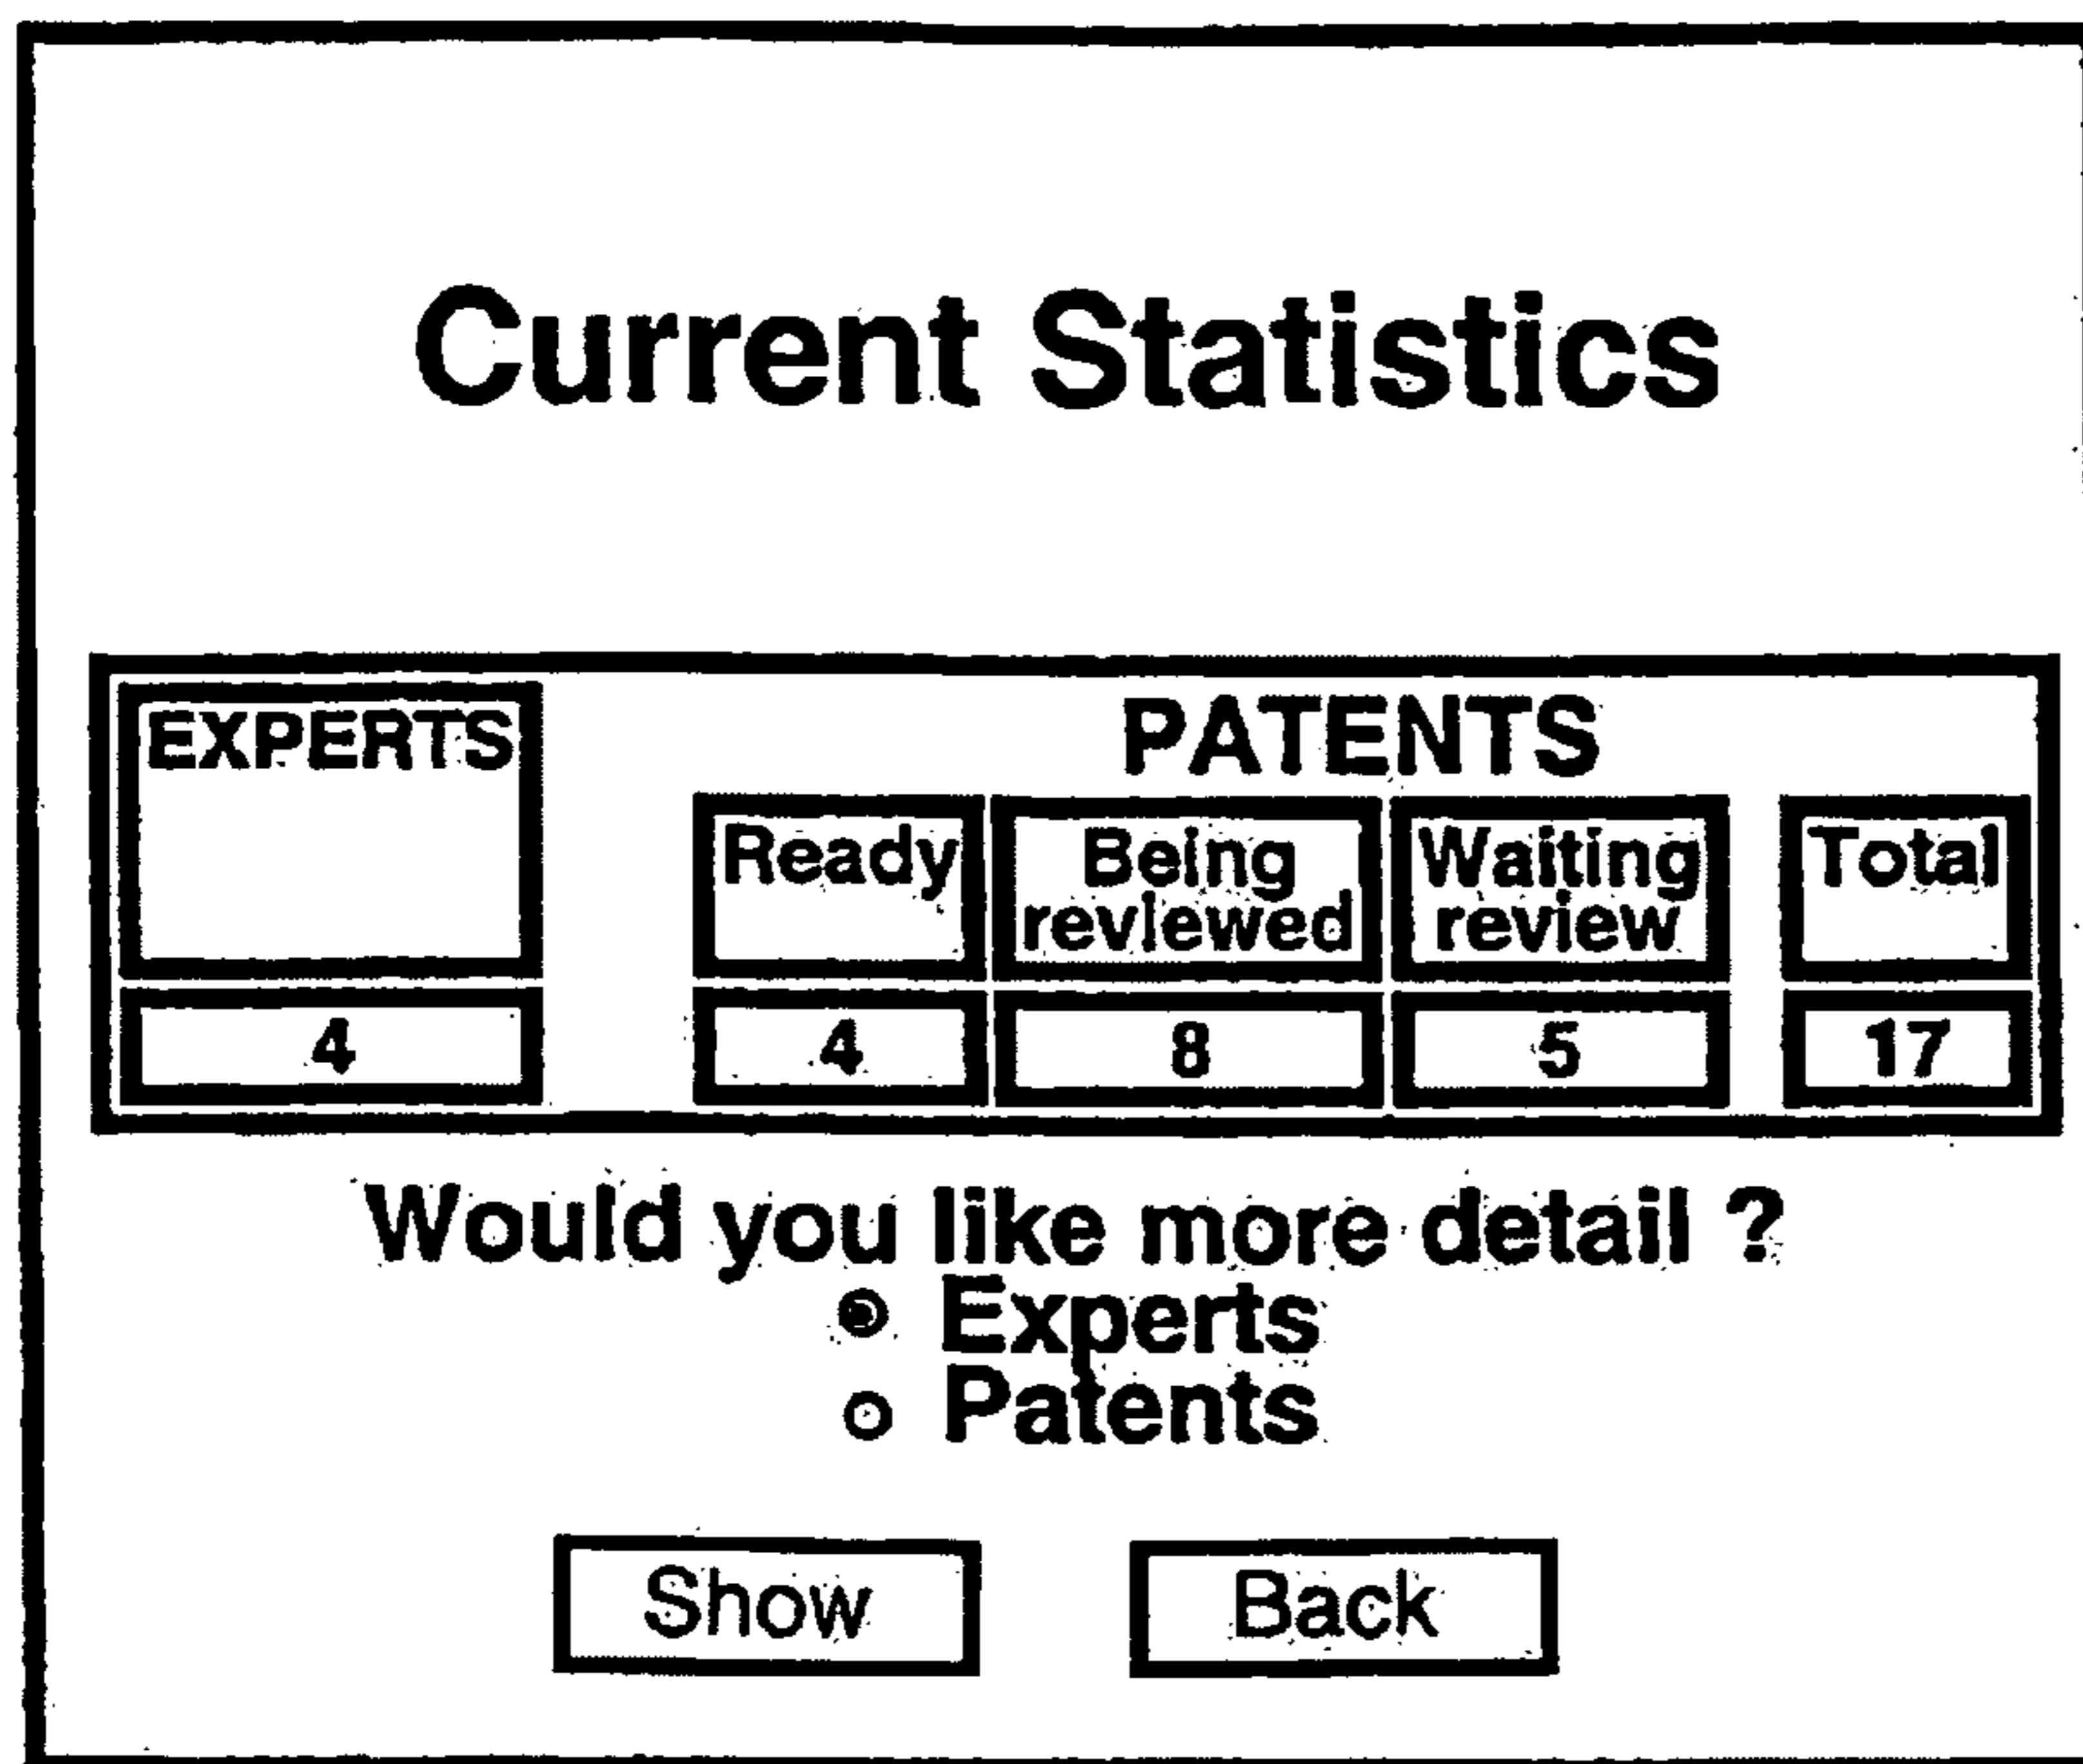 Current Statistics
EXPERTS PATENTS
Ready Being reviewed Waiting review Total
4 4 8 5 17
Would you like more detail ?
Experts
Patents
Show Back